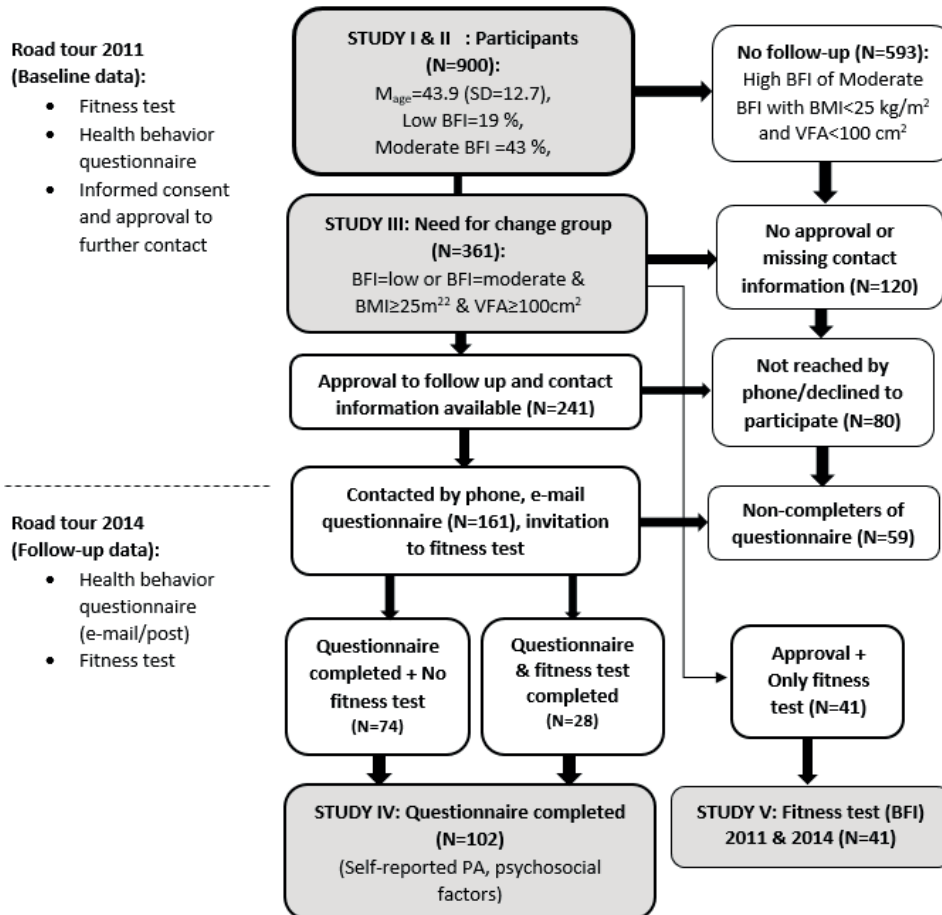 Road tour 2011
(Baseline data):
• Fitness test
• Health behavior
questionnaire
• Informed consent
and approval to
further contact
STUDY I & II : Participants
(N=900):
Mage=43.9 (SD=12.7),
Low BFI=19 %,
Moderate BFI =43 %,
No follow-up (N=593):
High BFI of Moderate
BFI with BMI<25 kg/m²
and VFA<100 cm²
STUDY III: Need for change group
(N=361):
BFI=low or BFI=moderate &
BMI≥25m²² & VFA≥100cm²
No approval or
missing contact
information (N=120)
Approval to follow up and contact
information available (N=241)
Not reached by
phone/declined to
participate (N=80)
Road tour 2014
(Follow-up data):
• Health behavior
questionnaire
(e-mail/post)
• Fitness test
Contacted by phone, e-mail
questionnaire (N=161), invitation
to fitness test
Non-completers of
questionnaire (N=59)
Questionnaire
completed + No
fitness test
(N=74)
Questionnaire
& fitness test
completed
(N=28)
Approval +
Only fitness
test (N=41)
STUDY IV: Questionnaire completed
(N=102)
(Self-reported PA, psychosocial
factors)
STUDY V: Fitness test (BFI)
2011 & 2014 (N=41)